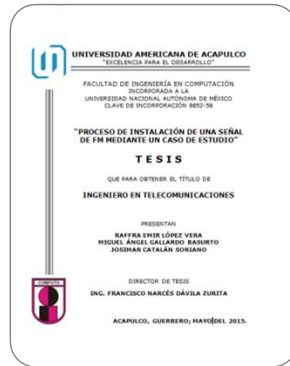 UNIVERSIDAD AMERICANA DE ACAPULCO
"EXCELENCIA PARA EL DESARROLLO"
FACULTAD DE INGENIERÍA EN COMPUTACIÓN
INCORPORADA A LA
UNIVERSIDAD NACIONAL AUTÓNOMA DE MÉXICO
CLAVE DE INCORPORACIÓN 8852-58
"PROCESO DE INSTALACIÓN DE UNA SEÑAL
DE FM MEDIANTE UN CASO DE ESTUDIO"
T E S I S
QUE PARA OBTENER EL TÍTULO DE
INGENIERO EN TELECOMUNICACIONES
PRESENTAN
RAFFRA EMIR LÓPEZ VERA
MIGUEL ÁNGEL GALLARDO BASURTO
JOSIMAR CATALÁN SORIANO
DIRECTOR DE TESIS
COMPUTO
ING. FRANCISCO NARCÉS DÁVILA ZURITA
ACAPULCO, GUERRERO; MAYO DEL 2015.